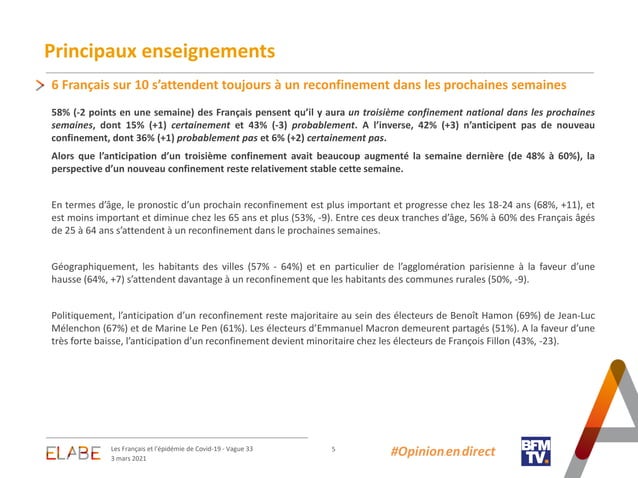 Principaux enseignements
6 Français sur 10 s’attendent toujours à un reconfinement dans les prochaines semaines
58% (-2 points en une semaine) des Français pensent qu’il y aura un troisième confinement national dans les prochaines
semaines, dont 15% (+1) certainement et 43% (-3) probablement. A l’inverse, 42% (+3) n’anticipent pas de nouveau
confinement, dont 36% (+1) probablement pas et 6% (+2) certainement pas.
Alors que l’anticipation d’un troisième confinement avait beaucoup augmenté la semaine dernière (de 48% à 60%), la
perspective d’un nouveau confinement reste relativement stable cette semaine.
En termes d’âge, le pronostic d’un prochain reconfinement est plus important et progresse chez les 18-24 ans (68%, +11), et
est moins important et diminue chez les 65 ans et plus (53%, -9). Entre ces deux tranches d’âge, 56% à 60% des Français âgés
de 25 à 64 ans s’attendent à un reconfinement dans le prochaines semaines.
Géographiquement, les habitants des villes (57% - 64%) et en particulier de l’agglomération parisienne à la faveur d’une
hausse (64%, +7) s’attendent davantage à un reconfinement que les habitants des communes rurales (50%, -9).
Politiquement, l’anticipation d’un reconfinement reste majoritaire au sein des électeurs de Benoît Hamon (69%) de Jean-Luc
Mélenchon (67%) et de Marine Le Pen (61%). Les électeurs d’Emmanuel Macron demeurent partagés (51%). A la faveur d’une
très forte baisse, l’anticipation d’un reconfinement devient minoritaire chez les électeurs de François Fillon (43%, -23).
ELABE
Les Français et l’épidémie de Covid-19 - Vague 33
3 mars 2021
5
#Opinion en direct
BFM
TV.